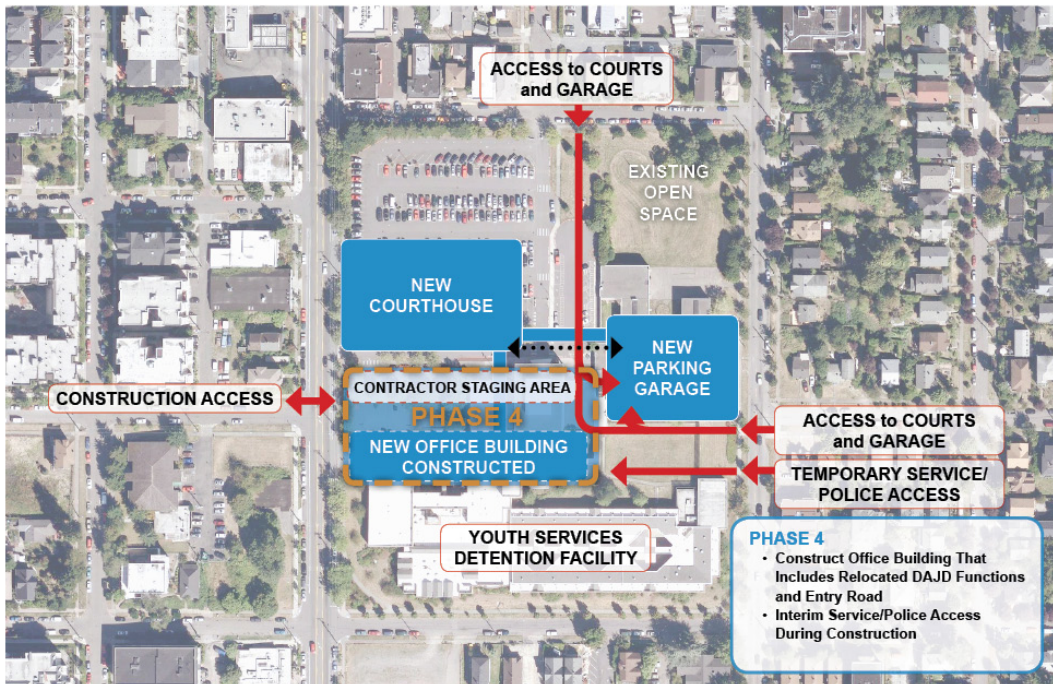 ACCESS to COURTS
and GARAGE
EXISTING
OPEN
SPACE
NEW
COURTHOUSE
NEW
PARKING
GARAGE
CONTRACTOR STAGING AREA
CONSTRUCTION ACCESS
PHASE 4
NEW OFFICE BUILDING
CONSTRUCTED
ACCESS to COURTS
and GARAGE
TEMPORARY SERVICE/
POLICE ACCESS
YOUTH SERVICES
DETENTION FACILITY
PHASE 4
• Construct Office Building That
Includes Relocated DAJD Functions
and Entry Road
• Interim Service/Police Access
During Construction